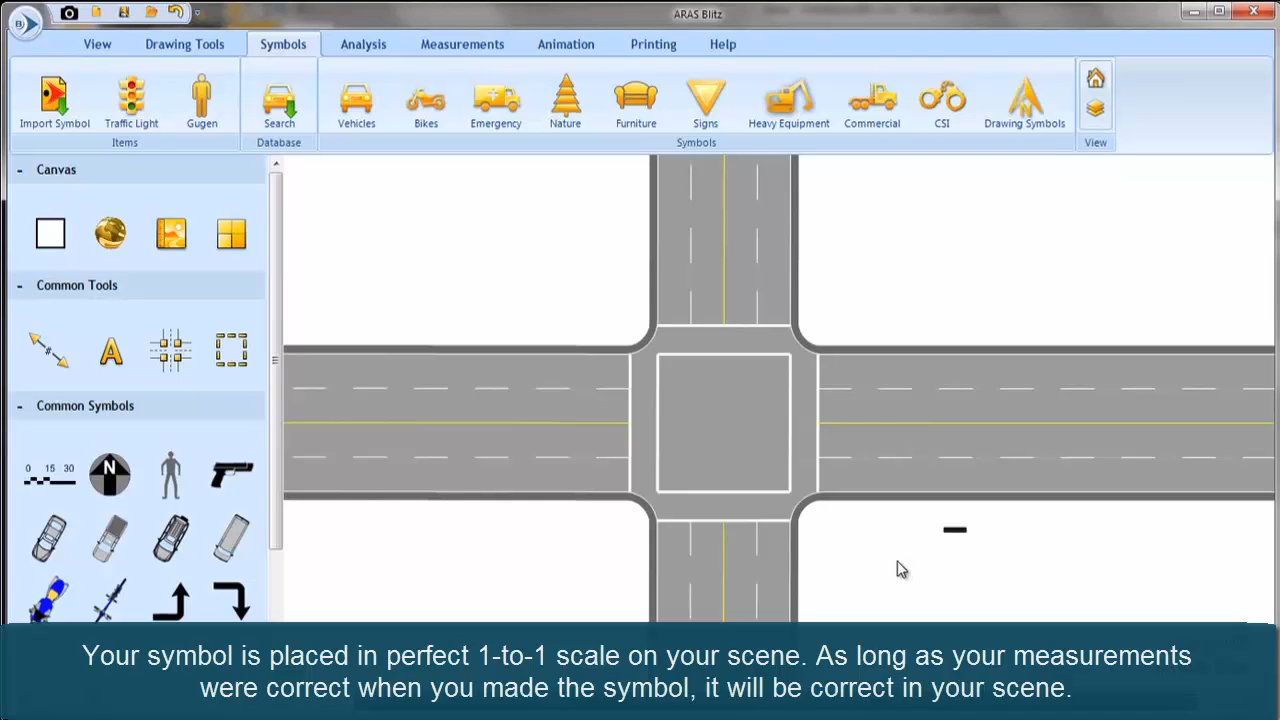 ARAS Blitz
View Drawing Tools Symbols Analysis Measurements Animation Printing Help
Import Symbol Traffic Light Gugen Search Vehicles Bikes Emergency Nature Furniture Signs Heavy Equipment Commercial CSI Drawing Symbols
Items Database Symbols View
- Canvas
- Common Tools
#
A
- Common Symbols
0 15 30
N
Your symbol is placed in perfect 1-to-1 scale on your scene. As long as your measurements
were correct when you made the symbol, it will be correct in your scene.